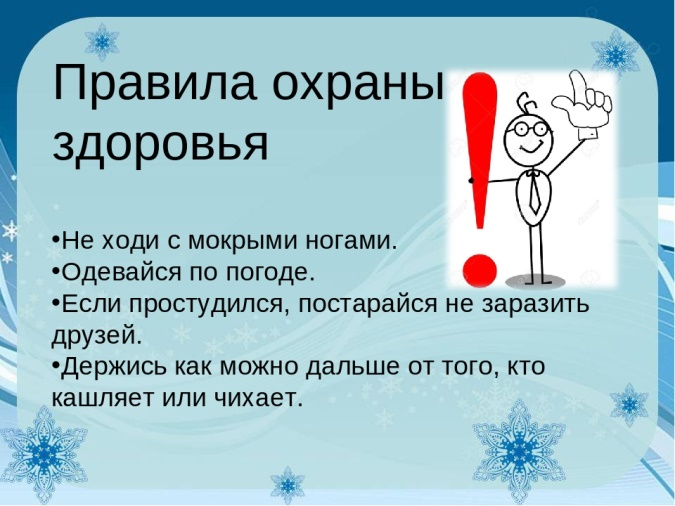 Правила охраны
здоровья
•Не ходи с мокрыми ногами.
•Одевайся по погоде.
•Если простудился, постарайся не заразить
друзей.
•Держись как можно дальше от того, кто
кашляет или чихает.